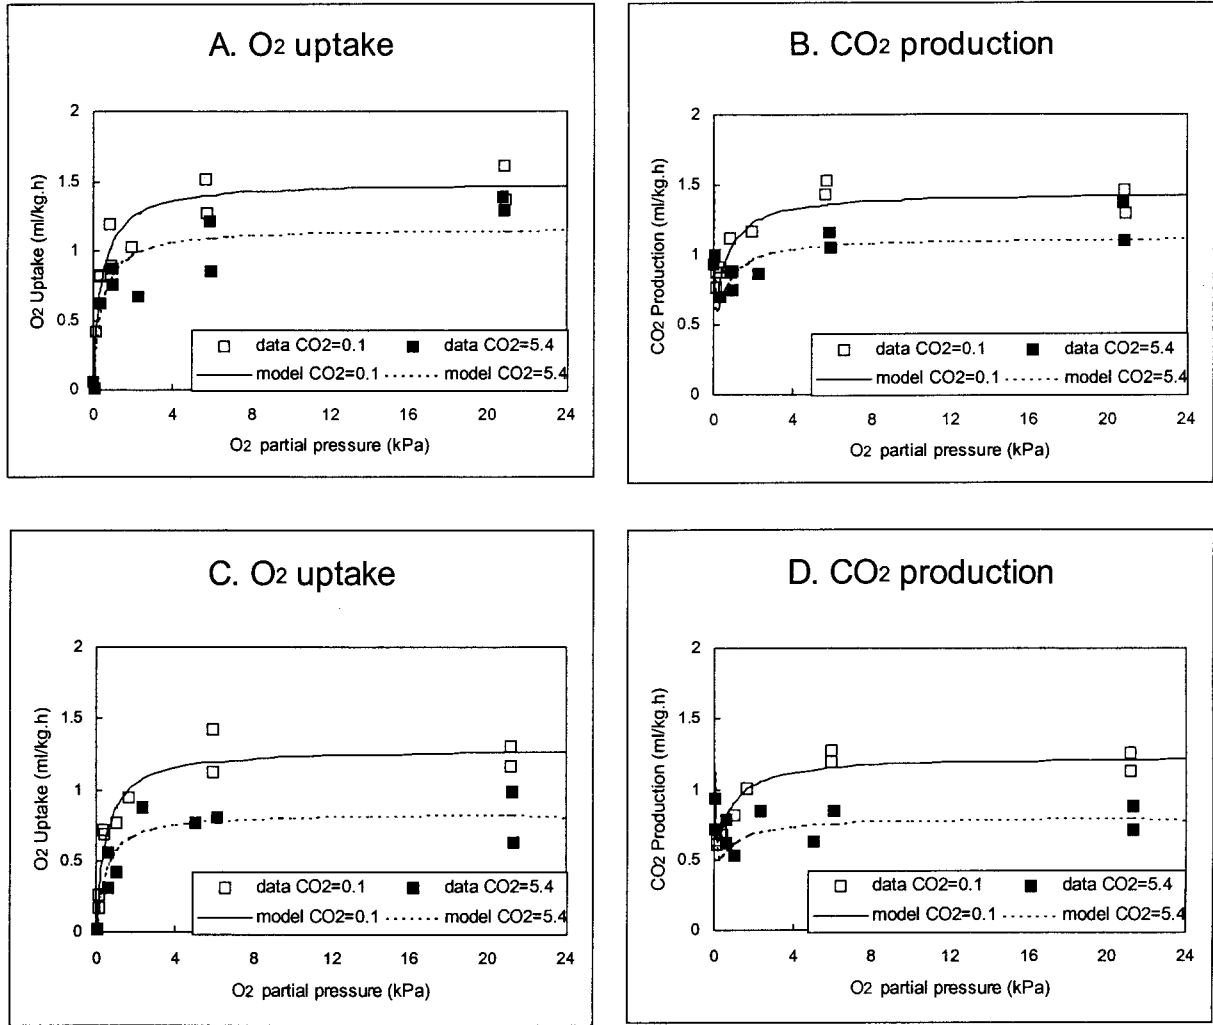 A. O2 uptake
2
1.5
1
0.5
0
O2 Uptake (ml/kg.h)
data CO2=0.1 data CO2=5.4
model CO2=0.1 model CO2=5.4
0 4 8 12 16 20 24
O2 partial pressure (kPa)
B. CO2 production
2
1.5
1
0.5
0
CO2 Production (ml/kg.h)
data CO2=0.1 data CO2=5.4
model CO2=0.1 model CO2=5.4
0 4 8 12 16 20 24
O2 partial pressure (kPa)
C. O2 uptake
2
1.5
1
0.5
0
O2 Uptake (ml/kg.h)
data CO2=0.1 data CO2=5.4
model CO2=0.1 model CO2=5.4
0 4 8 12 16 20 24
O2 partial pressure (kPa)
D. CO2 production
2
1.5
1
0.5
0
CO2 Production (ml/kg.h)
data CO2=0.1 data CO2=5.4
model CO2=0.1 model CO2=5.4
0 4 8 12 16 20 24
O2 partial pressure (kPa)